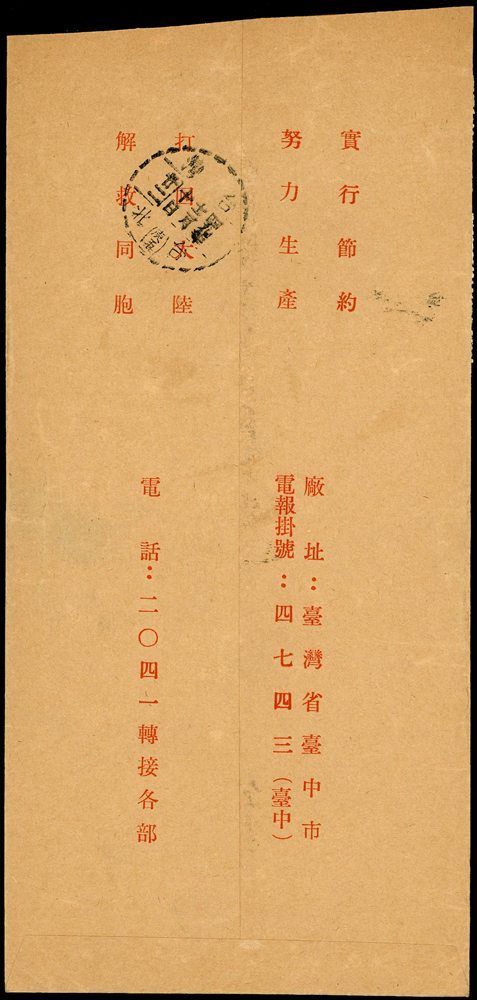 實行節約
努力生產
打回大陸
解救同胞
廠址：臺灣省臺中市
電報掛號：四七四三（臺中）
電話：二〇四一轉接各部